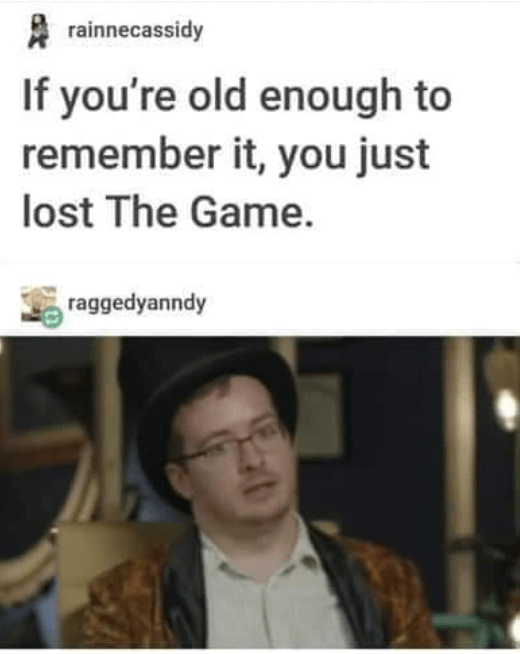 rainnecassidy
If you're old enough to
remember it, you just
lost The Game.
raggedyanndy